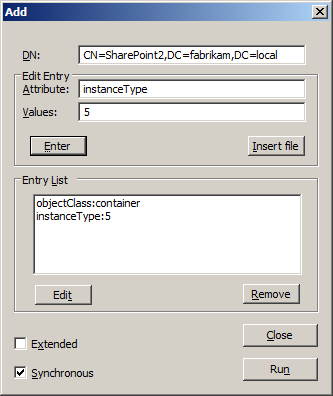 Add
DN: CN=SharePoint2,DC=fabrikam,DC=local
Edit Entry
Attribute: instanceType
Values: 5
Enter Insert file
Entry List
objectClass:container
instanceType:5
Edit Remove
Close
Extended
Run
Synchronous